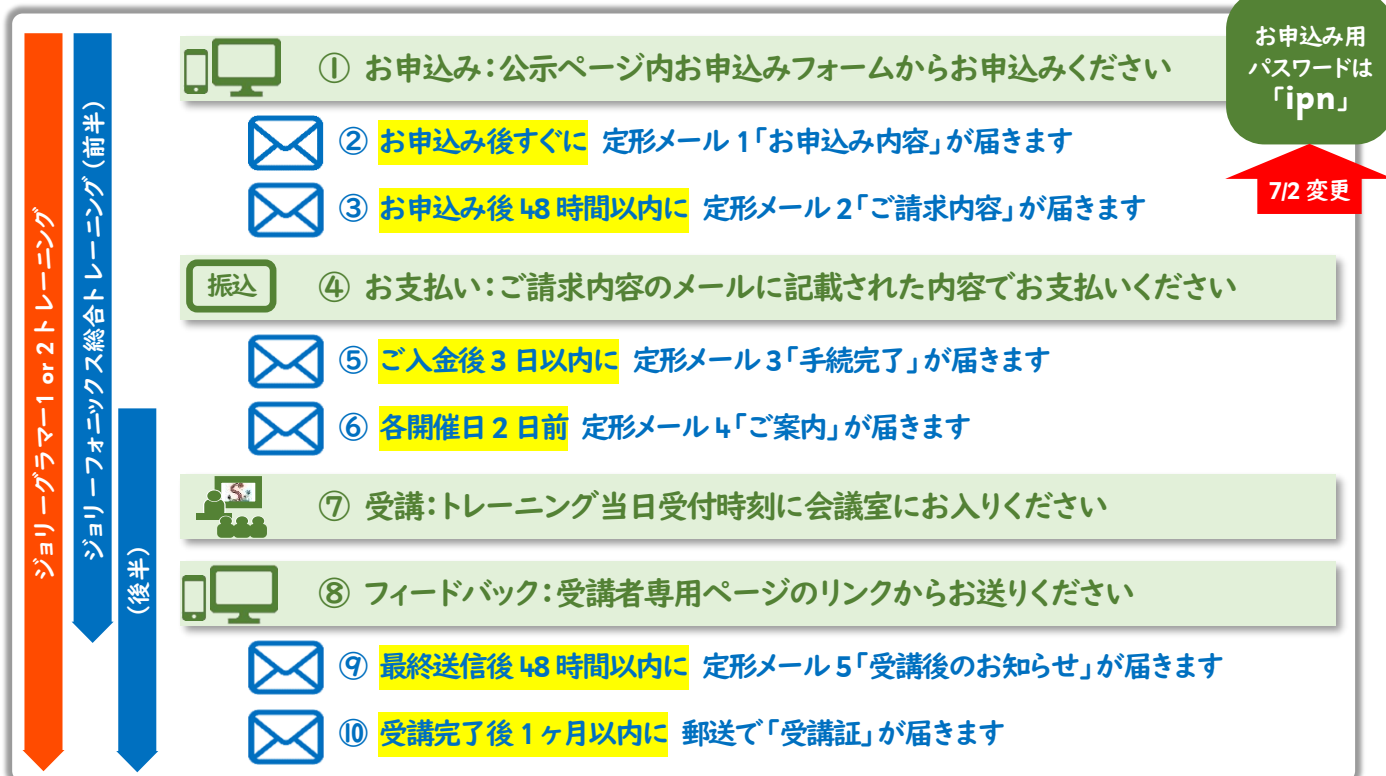 お申込み用
パスワードは
「ipn」
7/2 変更
ジョリーグラマー1 or 2 トレーニング
ジョリーフォニックス総合トレーニング(前半)
(後半)
① お申込み:公示ページ内お申込みフォームからお申込みください
② お申込み後すぐに 定形メール 1「お申込み内容」が届きます
③ お申込み後 48 時間以内に 定形メール 2「ご請求内容」が届きます
振込 ④ お支払い:ご請求内容のメールに記載された内容でお支払いください
⑤ ご入金後 3 日以内に 定形メール 3「手続完了」が届きます
⑥ 各開催日 2 日前 定形メール 4「ご案内」が届きます
⑦ 受講:トレーニング当日受付時刻に会議室にお入りください
⑧ フィードバック:受講者専用ページのリンクからお送りください
⑨ 最終送信後 48 時間以内に 定形メール 5「受講後のお知らせ」が届きます
⑩ 受講完了後 1 ヶ月以内に 郵送で「受講証」が届きます